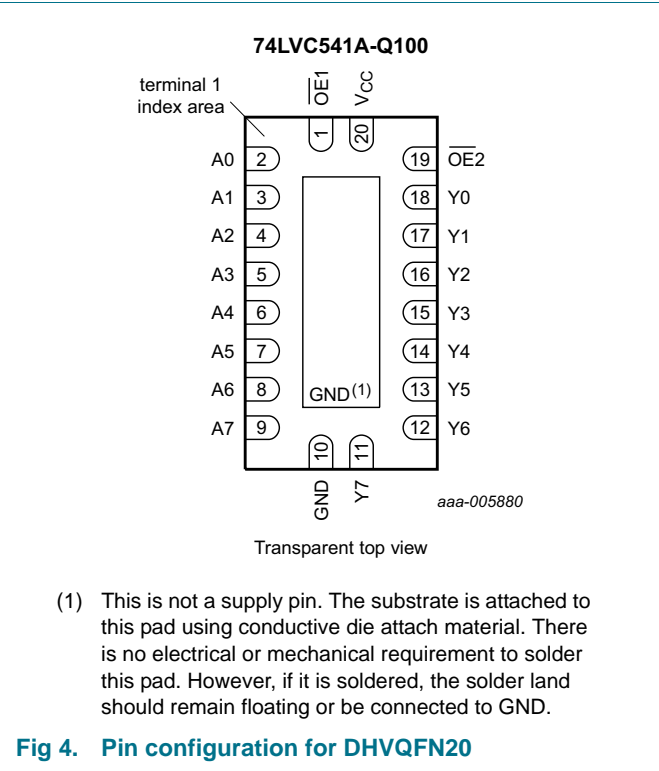 74LVC541A-Q100
terminal 1
index area
OE1
VCC
1
20
A0 2
19 OE2
A1 3
18 Y0
A2 4
17 Y1
A3 5
16 Y2
A4 6
15 Y3
A5 7
14 Y4
A6 8
13 Y5
GND(1)
A7 9
12 Y6
10
11
GND
Y7
aaa-005880
Transparent top view
(1) This is not a supply pin. The substrate is attached to
this pad using conductive die attach material. There
is no electrical or mechanical requirement to solder
this pad. However, if it is soldered, the solder land
should remain floating or be connected to GND.
Fig 4. Pin configuration for DHVQFN20